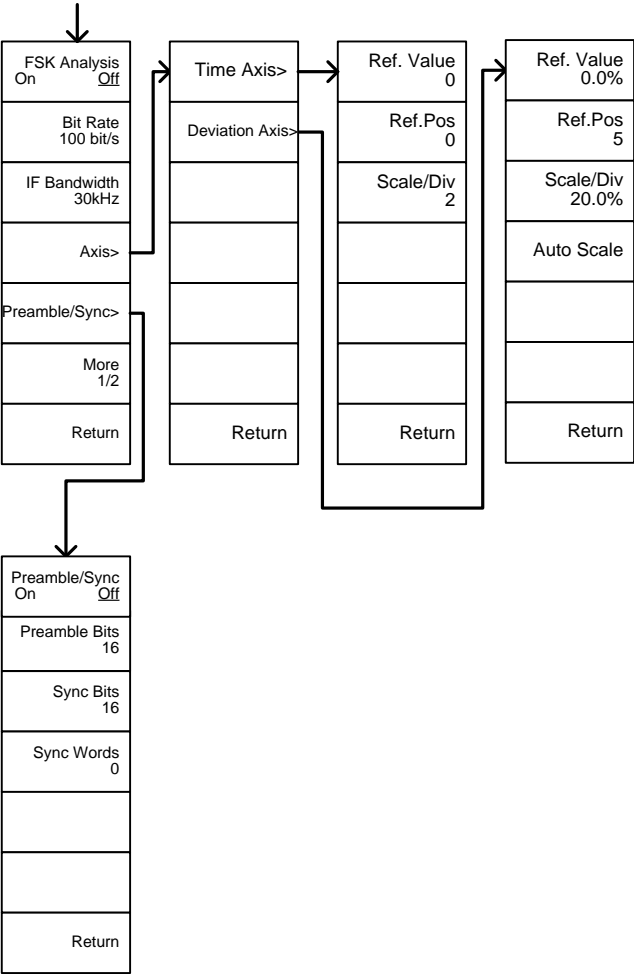 FSK Analysis
On Off
Bit Rate
100 bit/s
IF Bandwidth
30kHz
Axis>
Preamble/Sync>
More
1/2
Return
Time Axis>
Deviation Axis>
Return
Ref. Value
0
Ref.Pos
0
Scale/Div
2
Return
Ref. Value
0.0%
Ref.Pos
5
Scale/Div
20.0%
Auto Scale
Return
Preamble/Sync
On Off
Preamble Bits
16
Sync Bits
16
Sync Words
0
Return